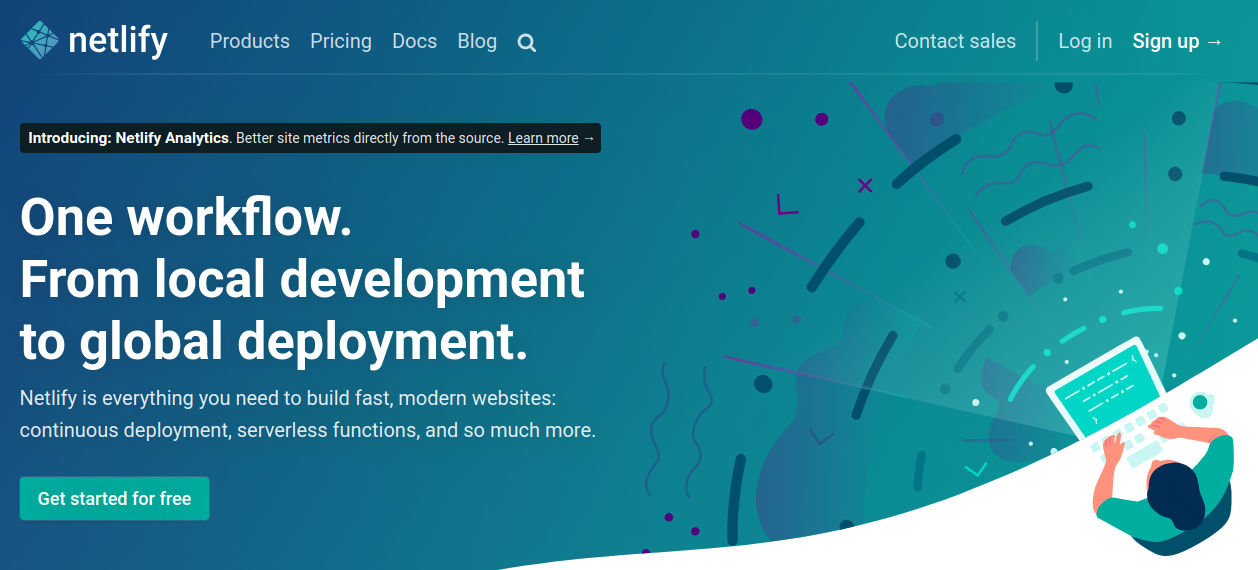 netlify Products Pricing Docs Blog Contact sales Log in Sign up →
Introducing: Netlify Analytics. Better site metrics directly from the source. Learn more →
One workflow.
From local development
to global deployment.
Netlify is everything you need to build fast, modern websites:
continuous deployment, serverless functions, and so much more.
Get started for free